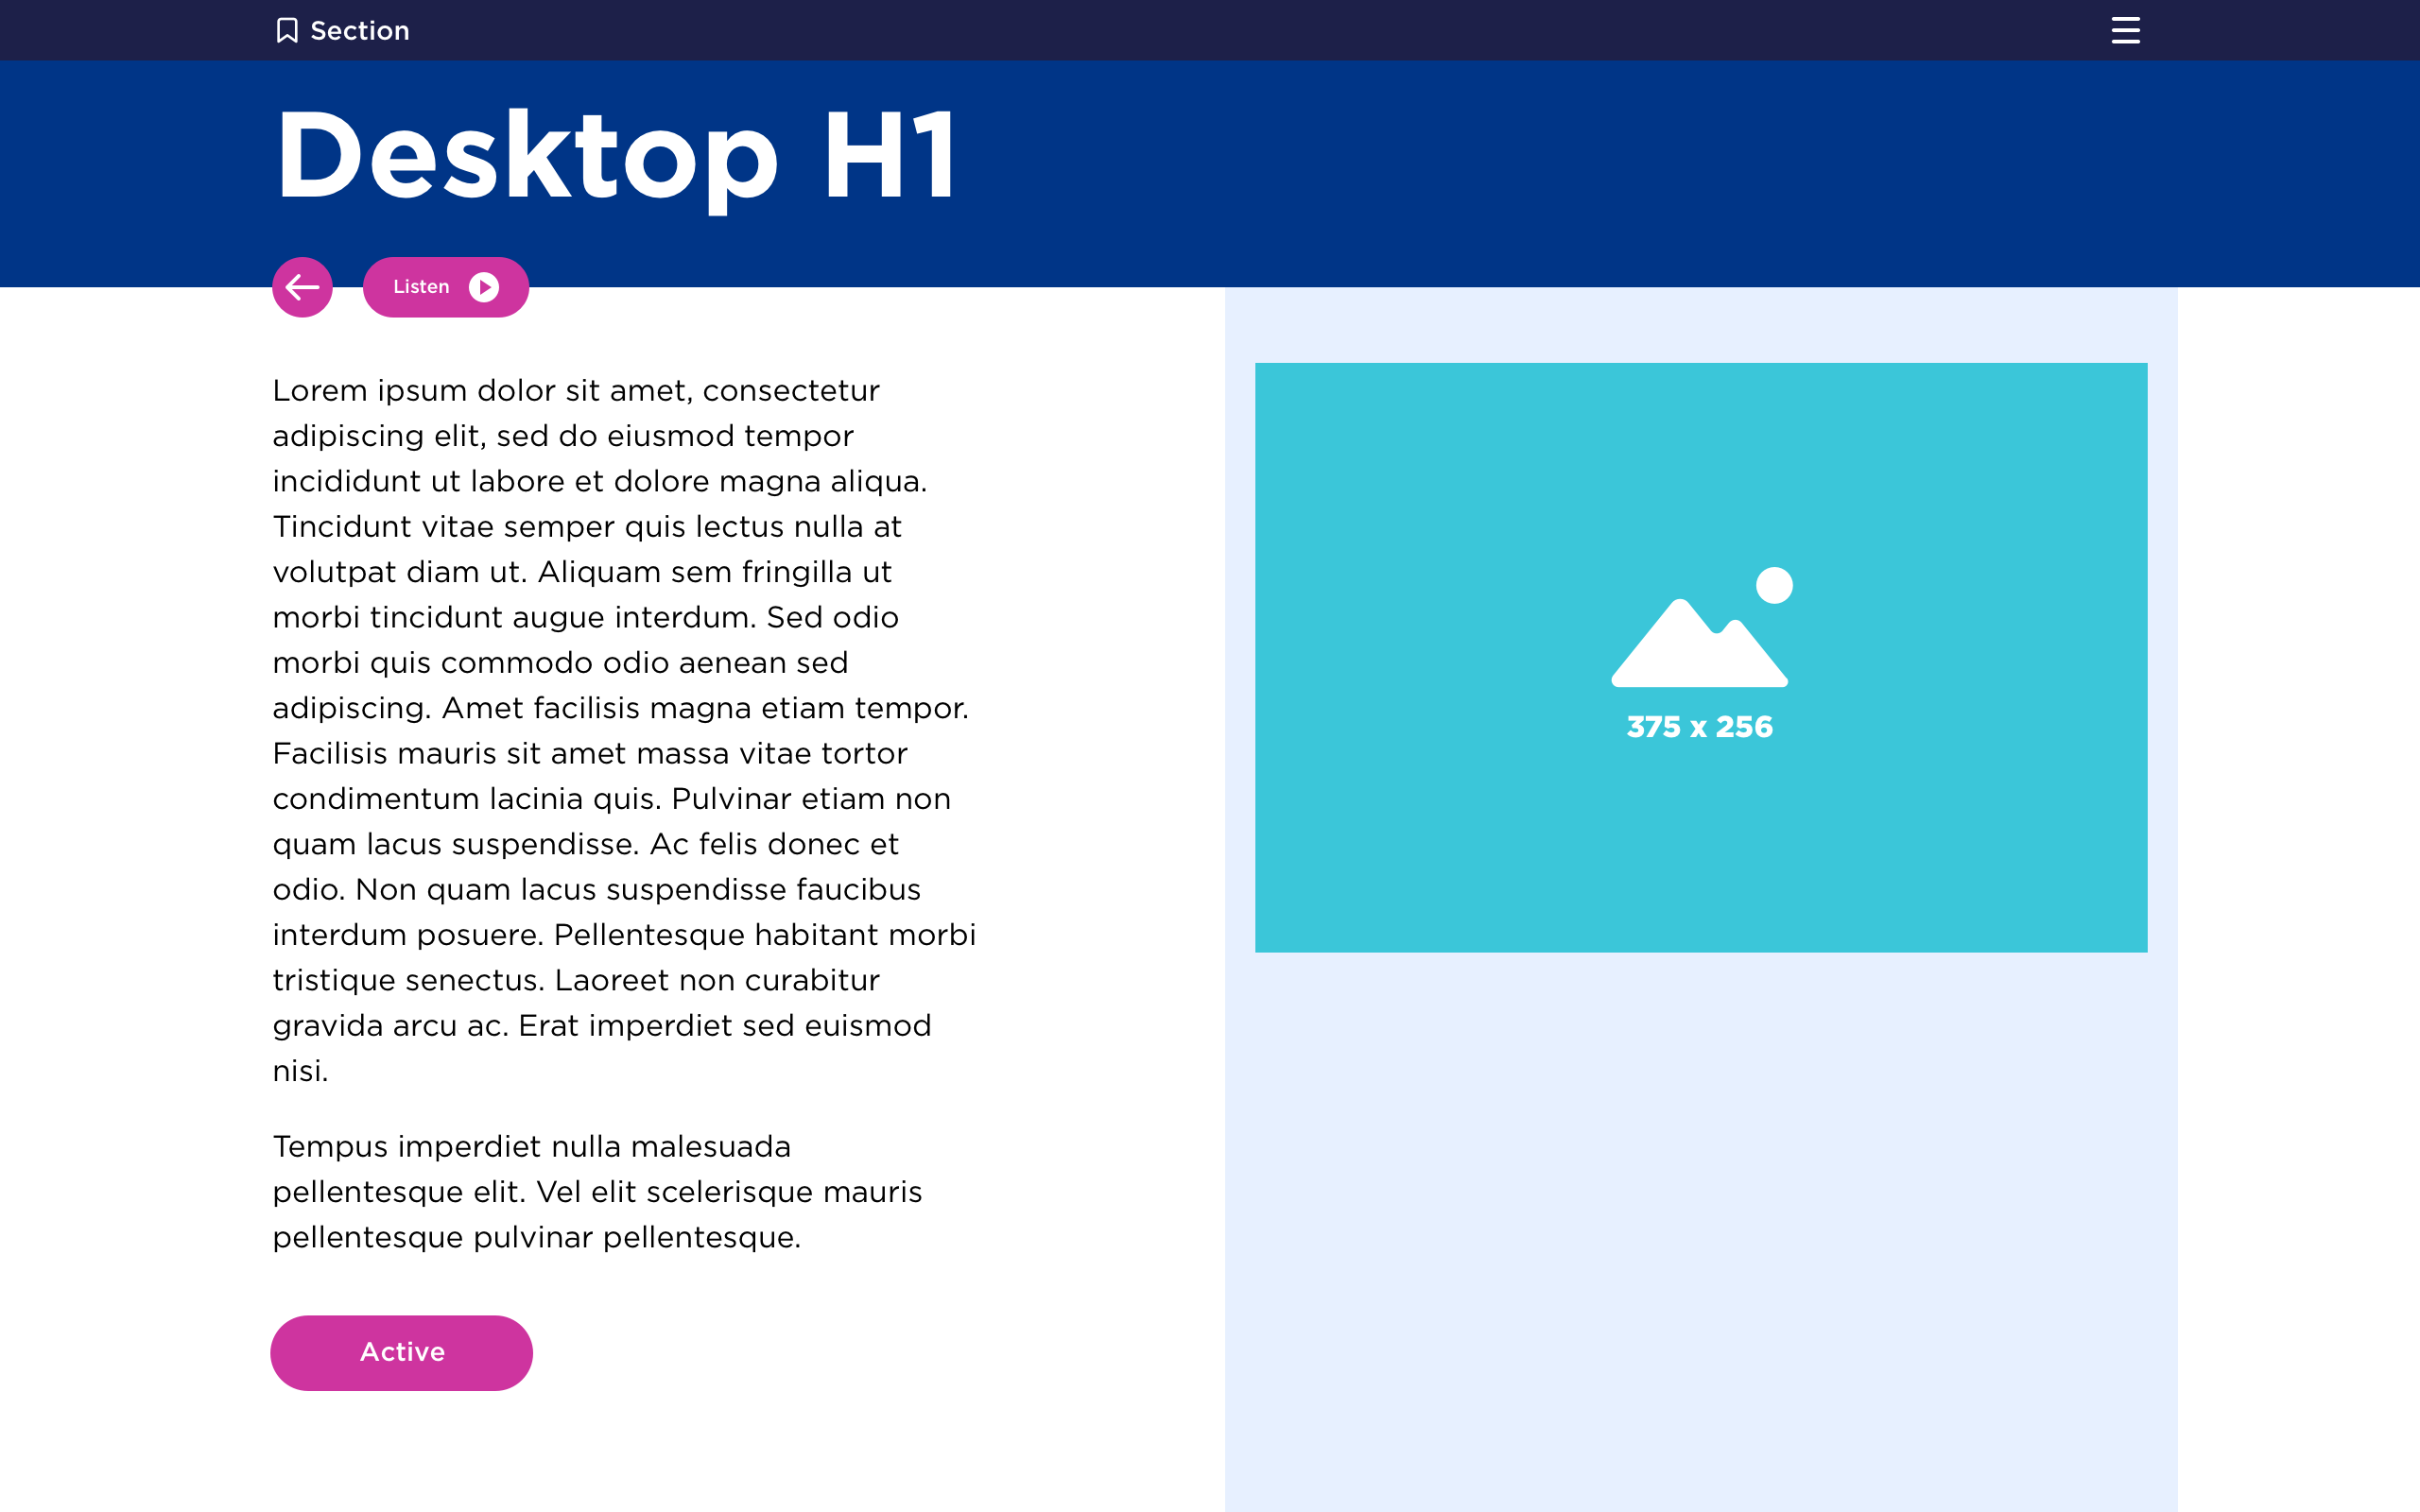 Section
Desktop H1
Listen
Lorem ipsum dolor sit amet, consectetur
adipiscing elit, sed do eiusmod tempor
incididunt ut labore et dolore magna aliqua.
Tincidunt vitae semper quis lectus nulla at
volutpat diam ut. Aliquam sem fringilla ut
morbi tincidunt augue interdum. Sed odio
morbi quis commodo odio aenean sed
adipiscing. Amet facilisis magna etiam tempor.
Facilisis mauris sit amet massa vitae tortor
condimentum lacinia quis. Pulvinar etiam non
quam lacus suspendisse. Ac felis donec et
odio. Non quam lacus suspendisse faucibus
interdum posuere. Pellentesque habitant morbi
tristique senectus. Laoreet non curabitur
gravida arcu ac. Erat imperdiet sed euismod
nisi.
Tempus imperdiet nulla malesuada
pellentesque elit. Vel elit scelerisque mauris
pellentesque pulvinar pellentesque.
Active
375 x 256